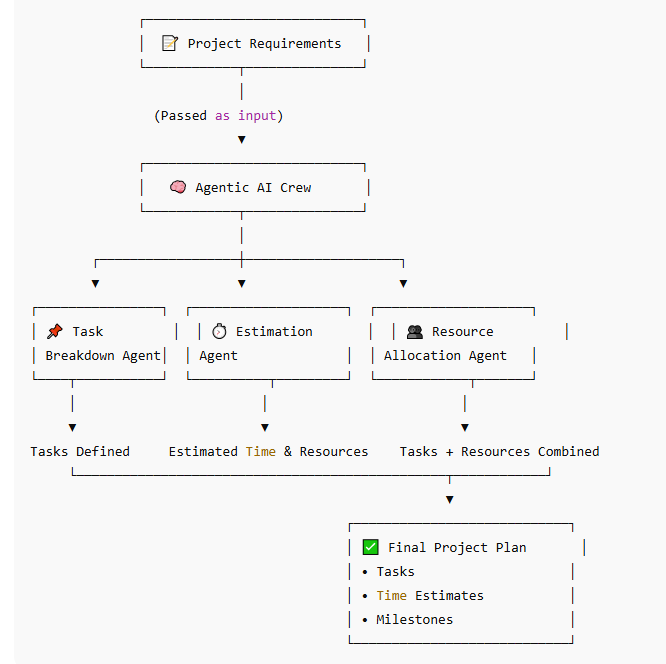 Project Requirements
(Passed as input)
Agentic AI Crew
Task
Breakdown Agent
Estimation
Agent
Resource
Allocation Agent
Tasks Defined
Estimated Time & Resources
Tasks + Resources Combined
Final Project Plan
• Tasks
• Time Estimates
• Milestones